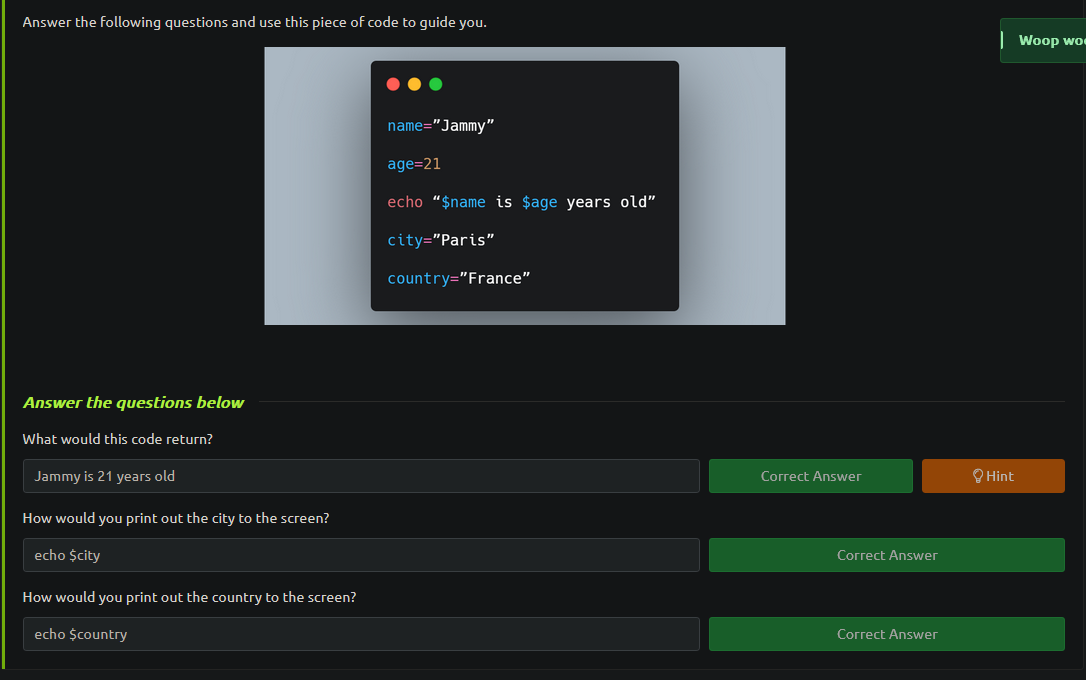 Answer the following questions and use this piece of code to guide you.
Woop woo
name=”Jammy”
age=21
echo “$name is $age years old”
city=”Paris”
country=”France”
Answer the questions below
What would this code return?
Jammy is 21 years old
Correct Answer
Hint
How would you print out the city to the screen?
echo $city
Correct Answer
How would you print out the country to the screen?
echo $country
Correct Answer